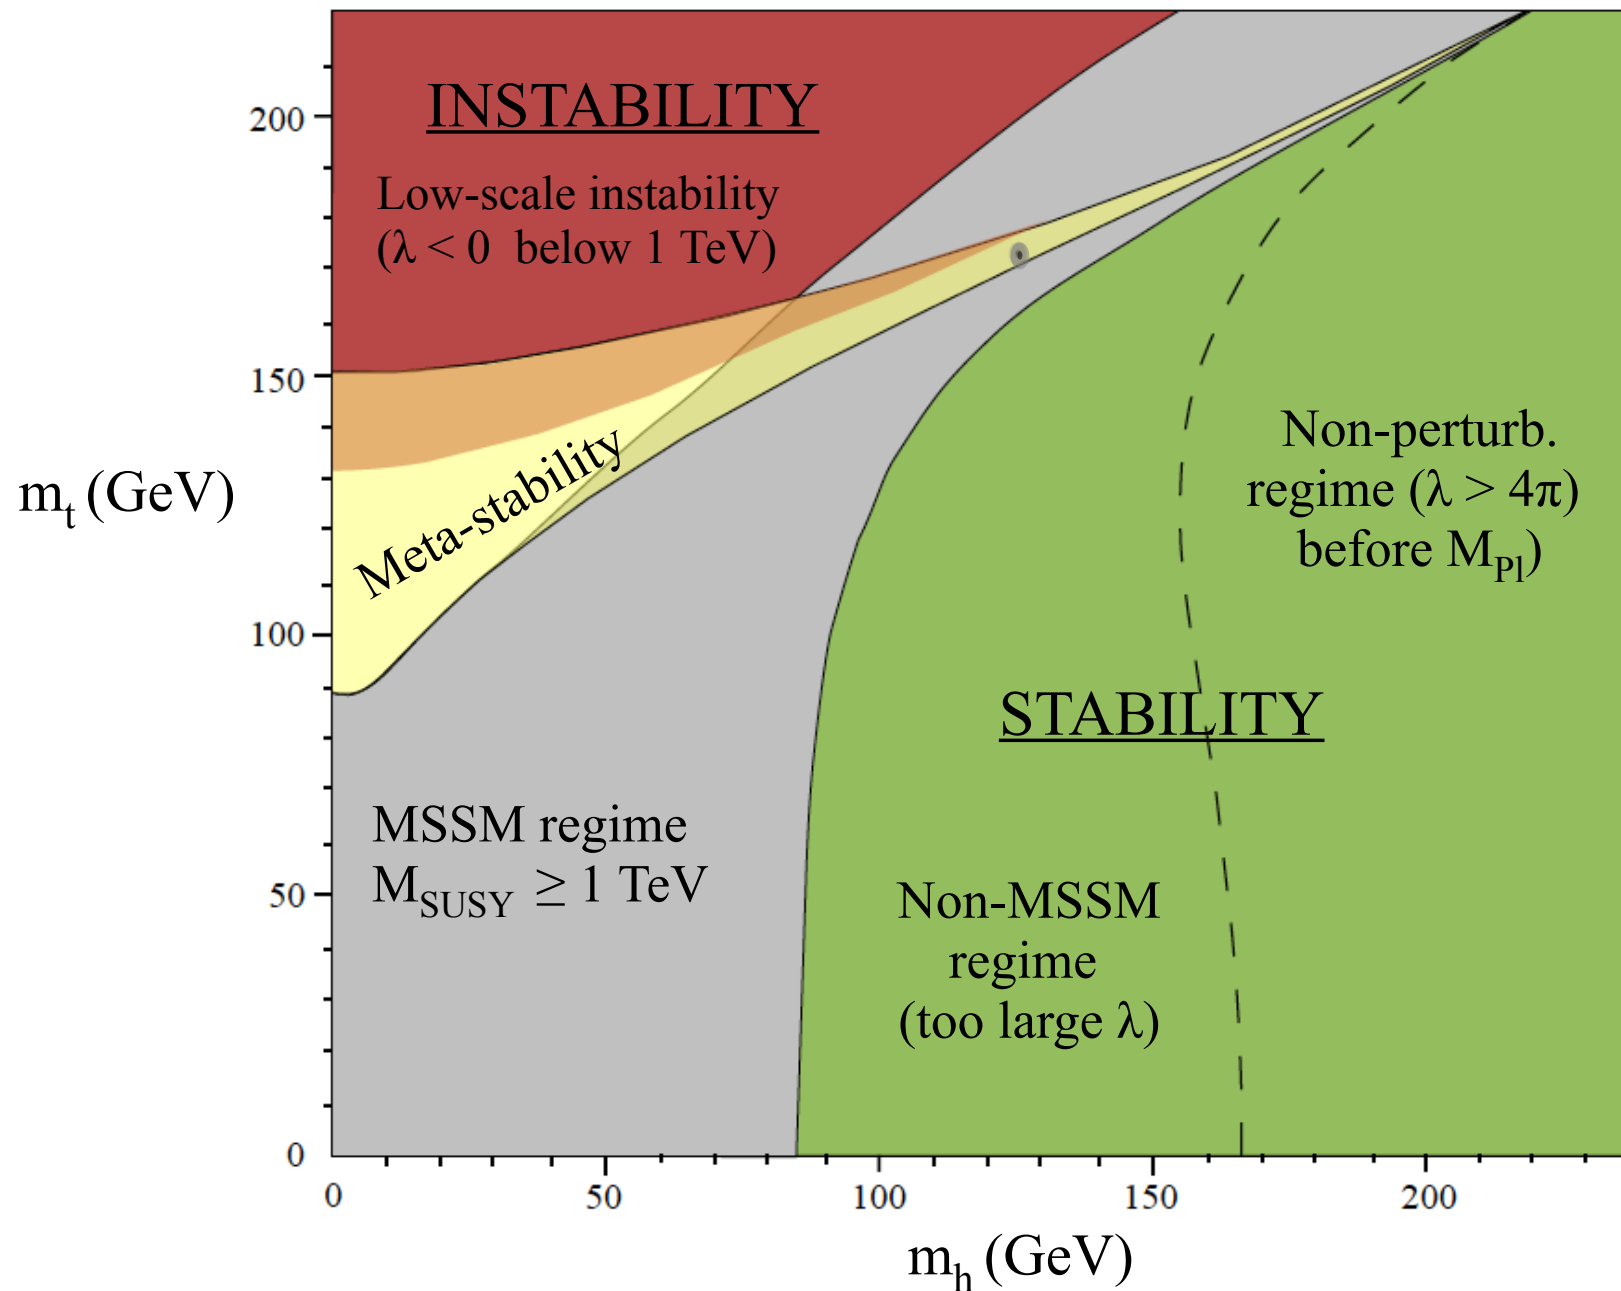 INSTABILITY
Low-scale instability
(λ < 0 below 1 TeV)
Meta-stability
MSSM regime
M_SUSY ≥ 1 TeV
Non-perturb.
regime (λ > 4π)
before M_Pl)
STABILITY
Non-MSSM
regime
(too large λ)
m_t (GeV)
200
150
100
50
0
0 50 100 150 200
m_h (GeV)